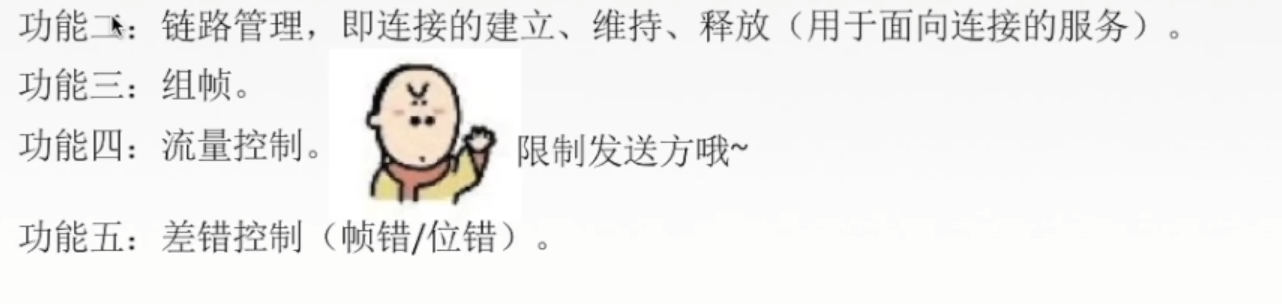 功能二：链路管理，即连接的建立、维持、释放（用于面向连接的服务）。
功能三：组帧。
功能四：流量控制。 限制发送方哦~
功能五：差错控制（帧错/位错）。